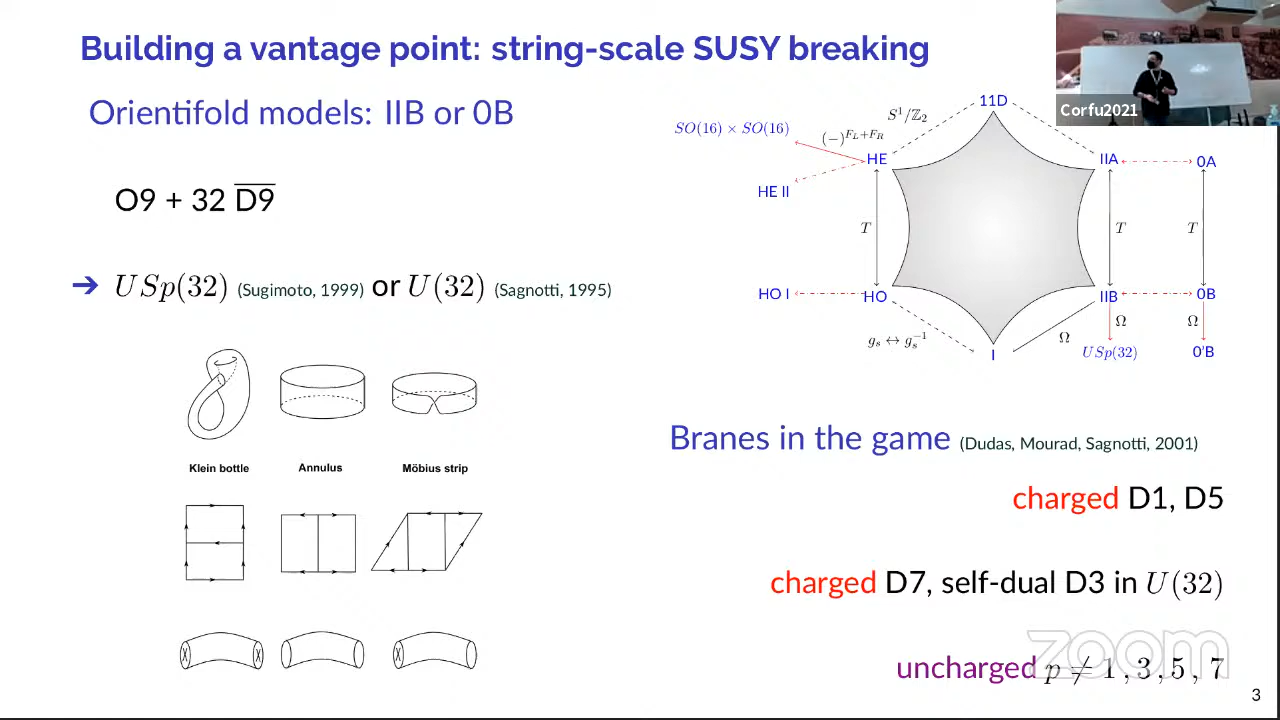 Building a vantage point: string-scale SUSY breaking
Corfu2021
Orientifold models: IIB or 0B
O9 + 32 D̅9̅
➔ USp(32) (Sugimoto, 1999) or U(32) (Sagnotti, 1995)
Klein bottle Annulus Möbius strip
11D
S¹/ℤ₂
SO(16) × SO(16)
(−)^{F_L+F_R}
HE
IIA
0A
HE II
T
T
T
HO I
HO
IIB
0B
Ω
Ω
g_s ↔ g_s⁻¹
Ω
I
USp(32)
0'B
Branes in the game (Dudas, Mourad, Sagnotti, 2001)
charged D1, D5
charged D7, self-dual D3 in U(32)
zoom
uncharged p ≠ 1, 3, 5, 7
3